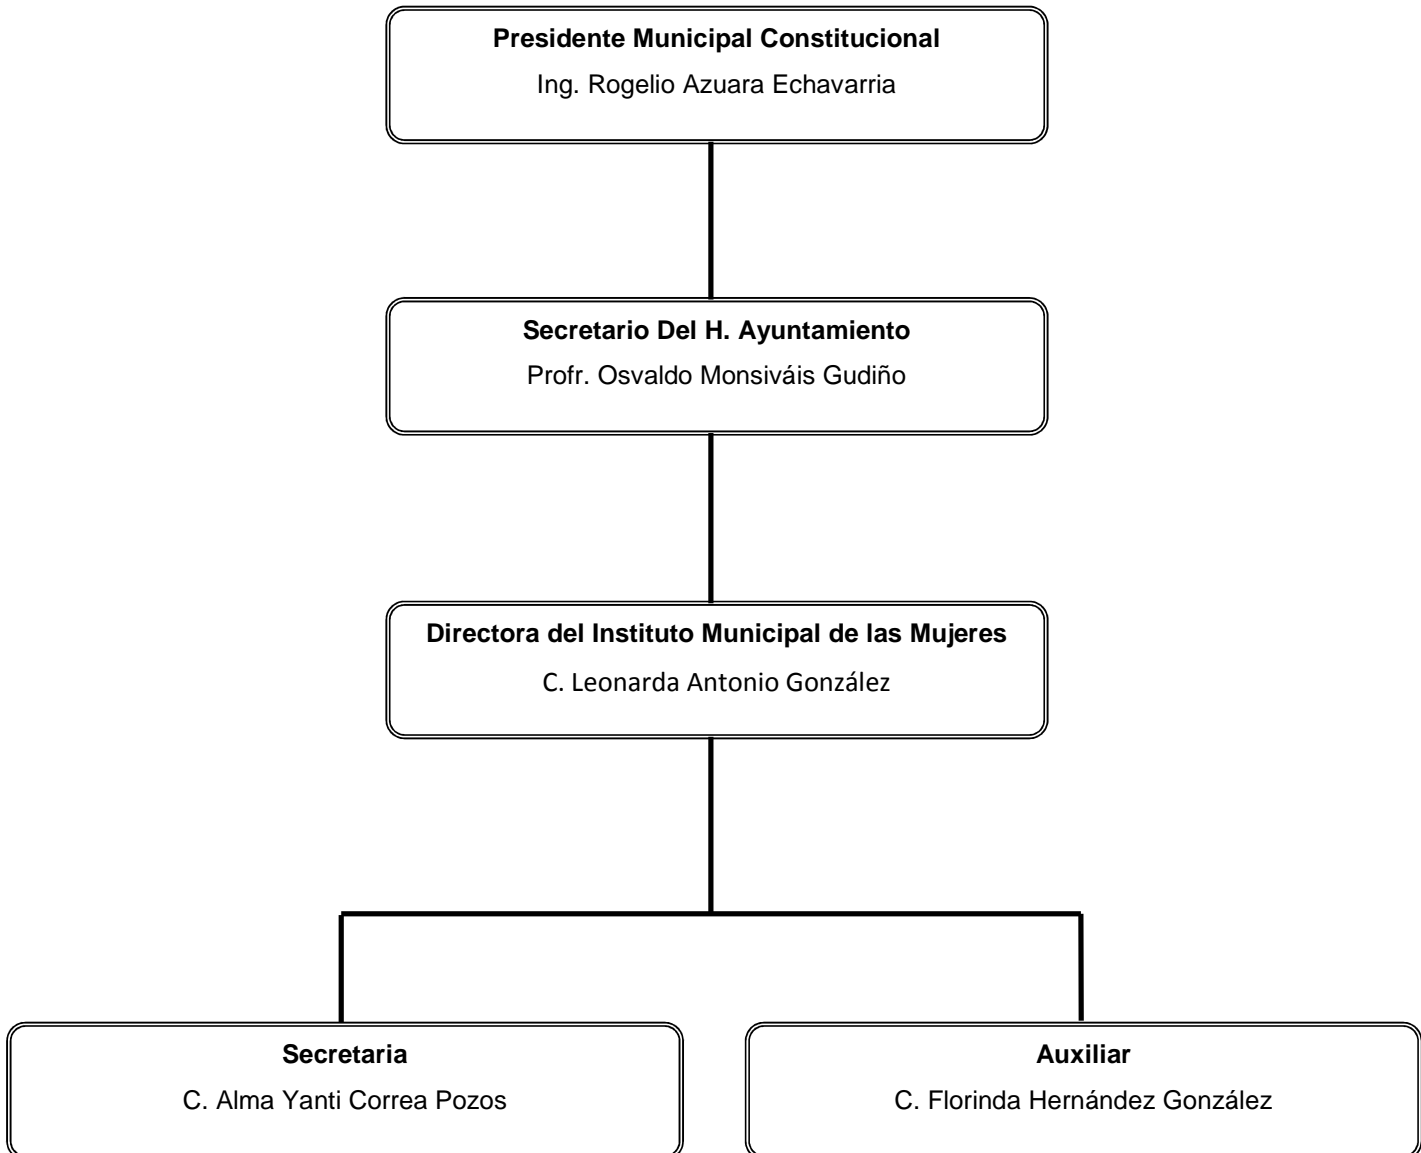 Presidente Municipal Constitucional
Ing. Rogelio Azuara Echavarria
Secretario Del H. Ayuntamiento
Profr. Osvaldo Monsiváis Gudiño
Directora del Instituto Municipal de las Mujeres
C. Leonarda Antonio González
Secretaria
C. Alma Yanti Correa Pozos
Auxiliar
C. Florinda Hernández González